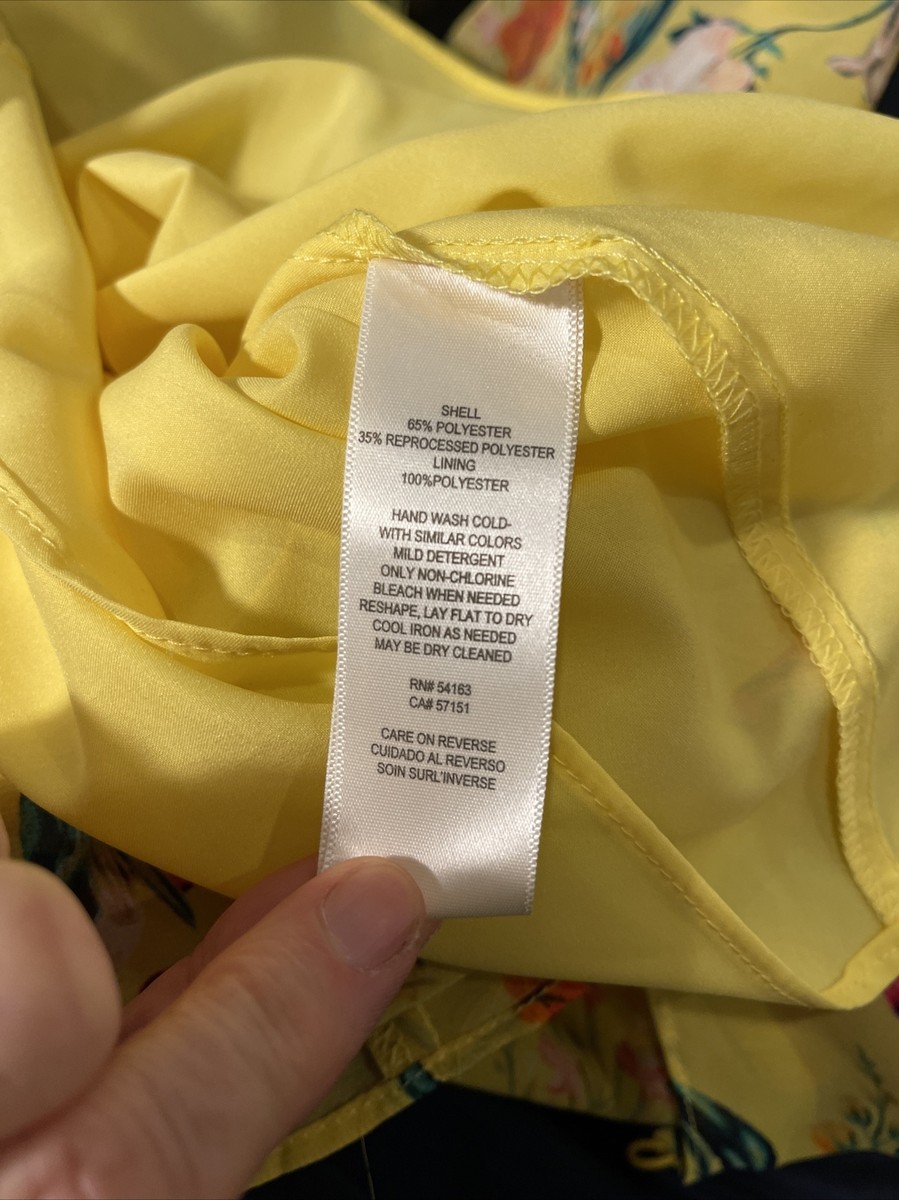 SHELL
65% POLYESTER
35% REPROCESSED POLYESTER
LINING
100%POLYESTER
HAND WASH COLD-
WITH SIMILAR COLORS
MILD DETERGENT
ONLY NON-CHLORINE
BLEACH WHEN NEEDED
RESHAPE, LAY FLAT TO DRY
COOL IRON AS NEEDED
MAY BE DRY CLEANED
RN# 54163
CA# 57151
CARE ON REVERSE
CUIDADO AL REVERSO
SOIN SURL'INVERSE